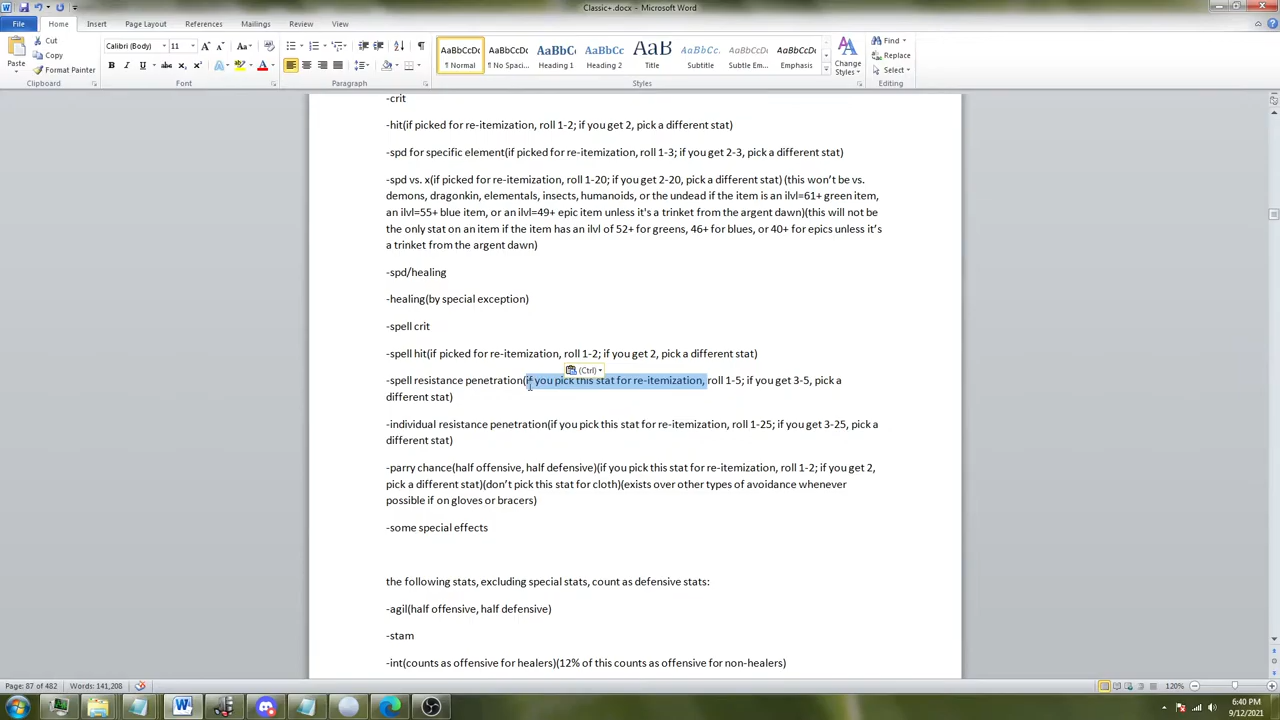 Classic+.docx - Microsoft Word
File Home Insert Page Layout References Mailings Review View
Cut
Copy
Format Painter
Paste
Clipboard
Calibri (Body) 11
Font
Paragraph
AaBbCcDc AaBbCcDc AaBbC AaBbCc AaB AaBbCcL AaBbCcDc AaBbCcDc
¶ Normal ¶ No Spaci... Heading 1 Heading 2 Title Subtitle Subtle Em... Emphasis
Styles
Change
Styles
Find
Replace
Select
Editing
-crit
-hit(if picked for re-itemization, roll 1-2; if you get 2, pick a different stat)
-spd for specific element(if picked for re-itemization, roll 1-3; if you get 2-3, pick a different stat)
-spd vs. x(if picked for re-itemization, roll 1-20; if you get 2-20, pick a different stat) (this won't be vs.
demons, dragonkin, elementals, insects, humanoids, or the undead if the item is an ilvl=61+ green item,
an ilvl=55+ blue item, or an ilvl=49+ epic item unless it's a trinket from the argent dawn)(this will not be
the only stat on an item if the item has an ilvl of 52+ for greens, 46+ for blues, or 40+ for epics unless it's
a trinket from the argent dawn)
-spd/healing
-healing(by special exception)
-spell crit
-spell hit(if picked for re-itemization, roll 1-2; if you get 2, pick a different stat)
(Ctrl)
-spell resistance penetration(if you pick this stat for re-itemization, roll 1-5; if you get 3-5, pick a
different stat)
-individual resistance penetration(if you pick this stat for re-itemization, roll 1-25; if you get 3-25, pick a
different stat)
-parry chance(half offensive, half defensive)(if you pick this stat for re-itemization, roll 1-2; if you get 2,
pick a different stat)(don't pick this stat for cloth)(exists over other types of avoidance whenever
possible if on gloves or bracers)
-some special effects
the following stats, excluding special stats, count as defensive stats:
-agil(half offensive, half defensive)
-stam
-int(counts as offensive for healers)(12% of this counts as offensive for non-healers)
Page: 87 of 482 Words: 141,208 120%
6:40 PM
9/12/2021